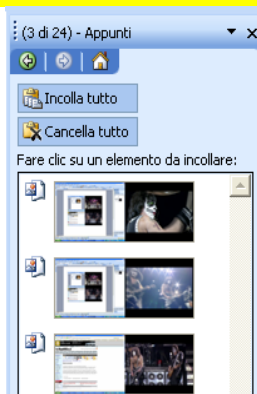 (3 di 24) - Appunti
Incolla tutto
Cancella tutto
Fare clic su un elemento da incollare: